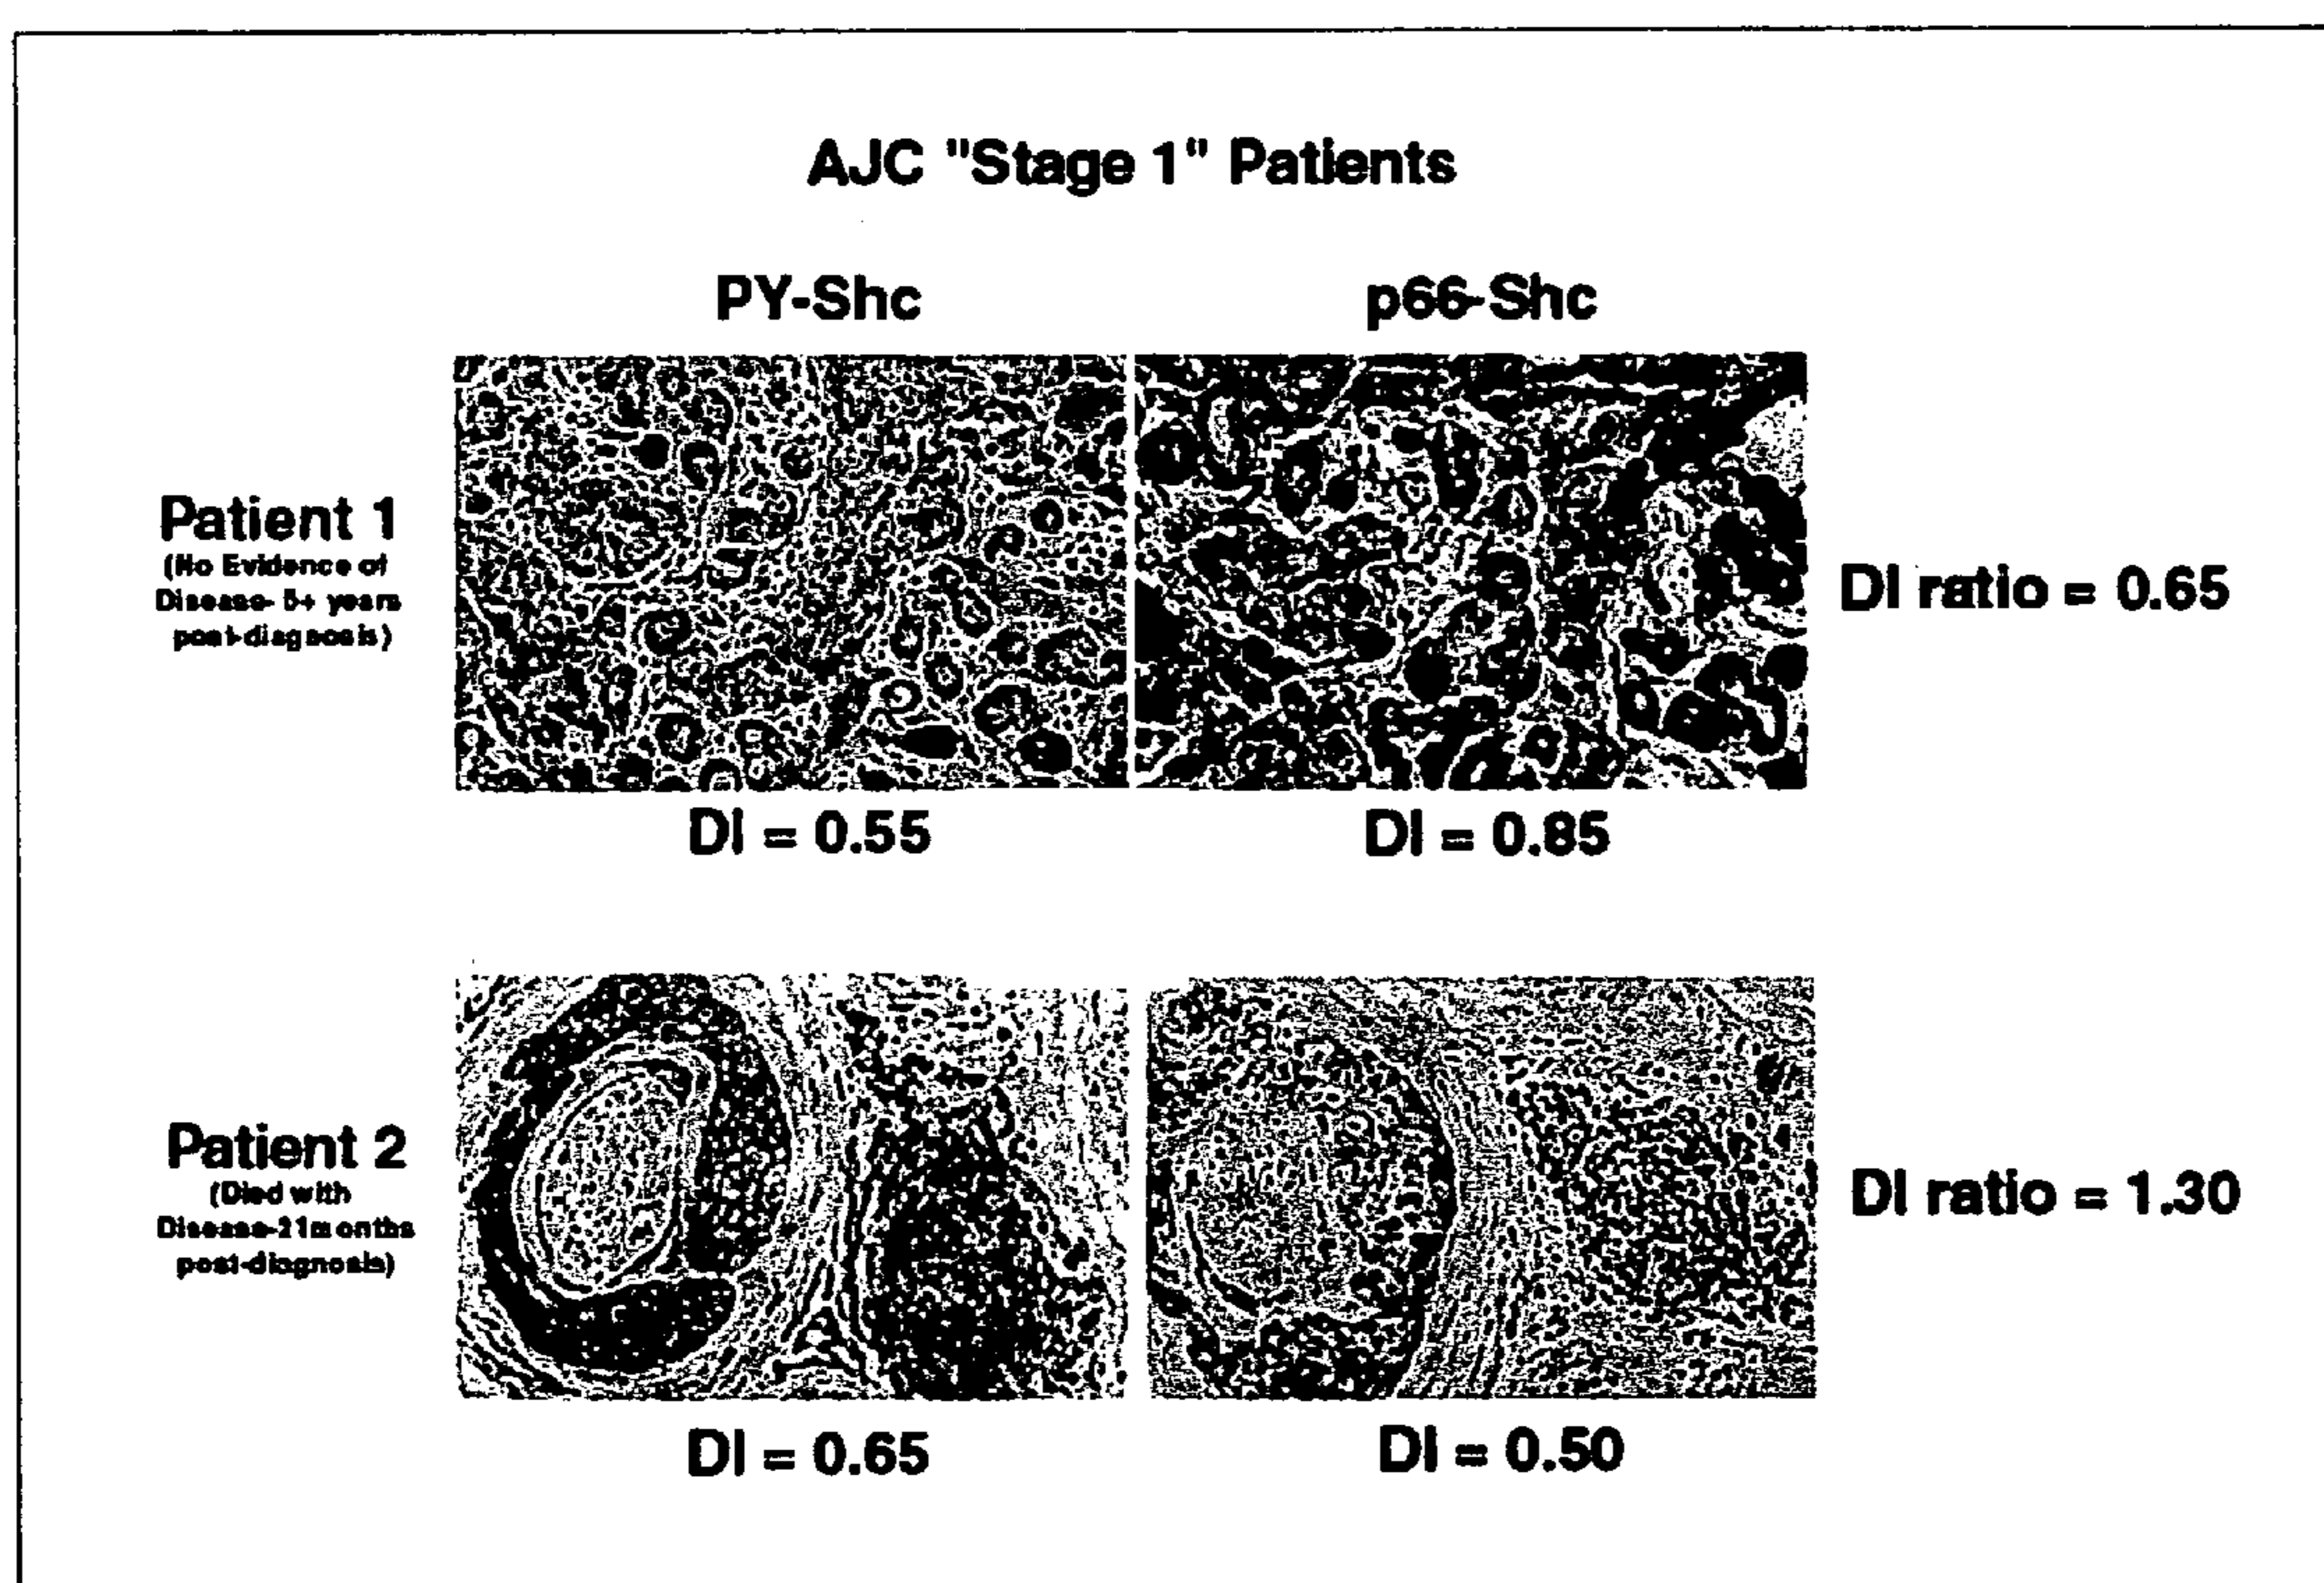 AJC "Stage 1" Patients
PY-Shc
p66-Shc
Patient 1
(No Evidence of
Disease- 5+ years
post-diagnosis)
DI ratio = 0.65
DI = 0.55
DI = 0.85
Patient 2
(Died with
Disease-21months
post-diagnosis)
DI ratio = 1.30
DI = 0.65
DI = 0.50